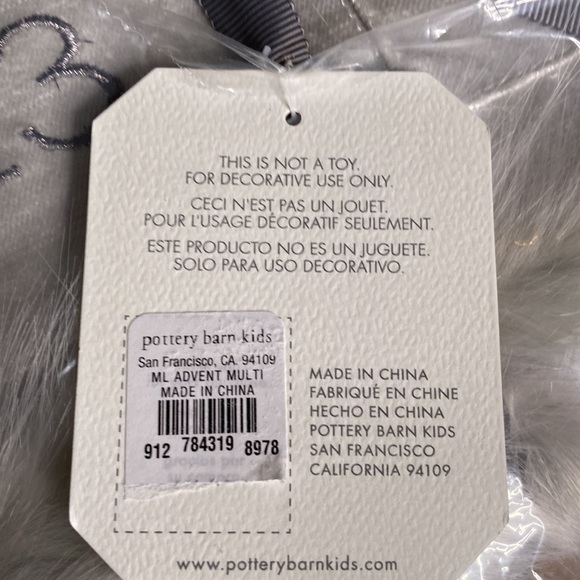 3
THIS IS NOT A TOY.
FOR DECORATIVE USE ONLY.
CECI N'EST PAS UN JOUET.
POUR L'USAGE DÉCORATIF SEULEMENT.
ESTE PRODUCTO NO ES UN JUGUETE.
SOLO PARA USO DECORATIVO.
pottery barn kids
San Francisco, CA. 94109
ML ADVENT MULTI
MADE IN CHINA
912 784319 8978
MADE IN CHINA
FABRIQUÉ EN CHINE
HECHO EN CHINA
POTTERY BARN KIDS
SAN FRANCISCO
CALIFORNIA 94109
www.potterybarnkids.com